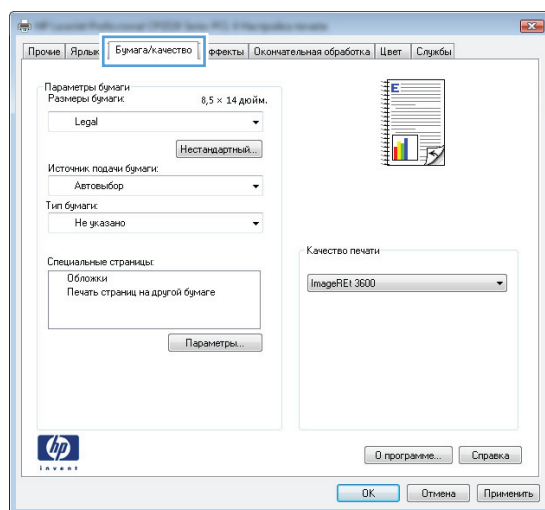 Прочие Ярлык Бумага/качество ффекты Окончательная обработка Цвет Службы
Параметры бумаги
Размеры бумаги: 8,5 × 14 дюйм.
Legal
Нестандартный...
Источник подачи бумаги:
Автовыбор
Тип бумаги:
Не указано
Специальные страницы:
Обложки
Печать страниц на другой бумаге
Параметры...
E
Качество печати
ImageREt 3600
hp
invent
О программе... Справка
OK Отмена Применить